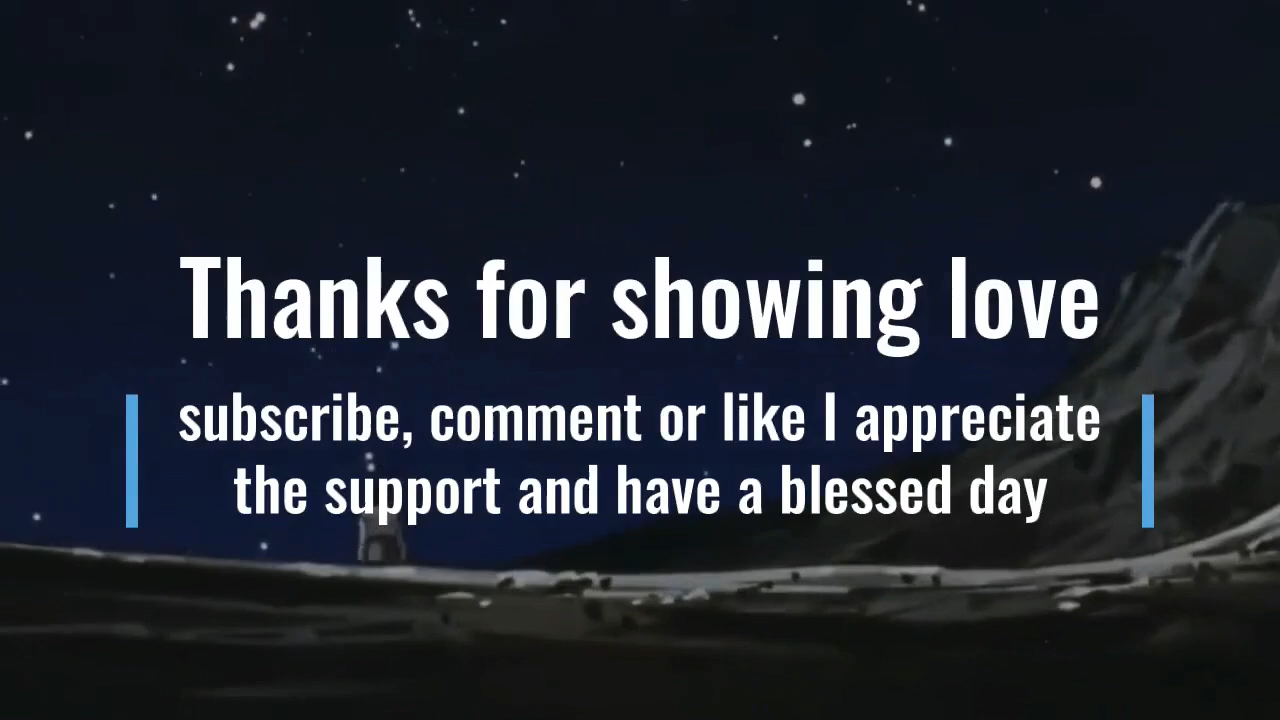 Thanks for showing love
subscribe, comment or like I appreciate
the support and have a blessed day